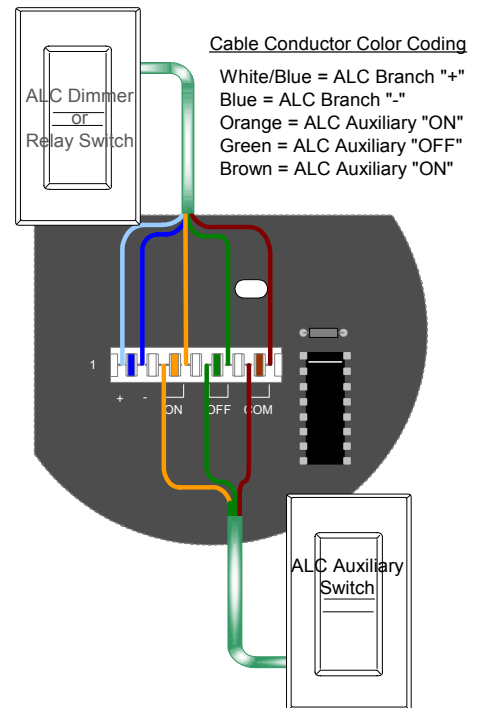 Cable Conductor Color Coding
White/Blue = ALC Branch "+"
Blue = ALC Branch "-"
Orange = ALC Auxiliary "ON"
Green = ALC Auxiliary "OFF"
Brown = ALC Auxiliary "ON"
ALC Dimmer
or
Relay Switch
1
+ - ON OFF COM
ALC Auxiliary
Switch